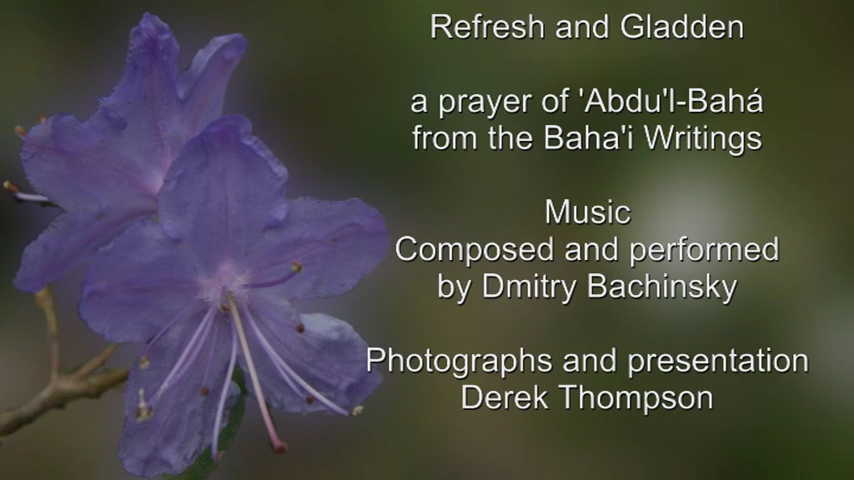 Refresh and Gladden
a prayer of 'Abdu'l-Bahá
from the Baha'i Writings
Music
Composed and performed
by Dmitry Bachinsky
Photographs and presentation
Derek Thompson